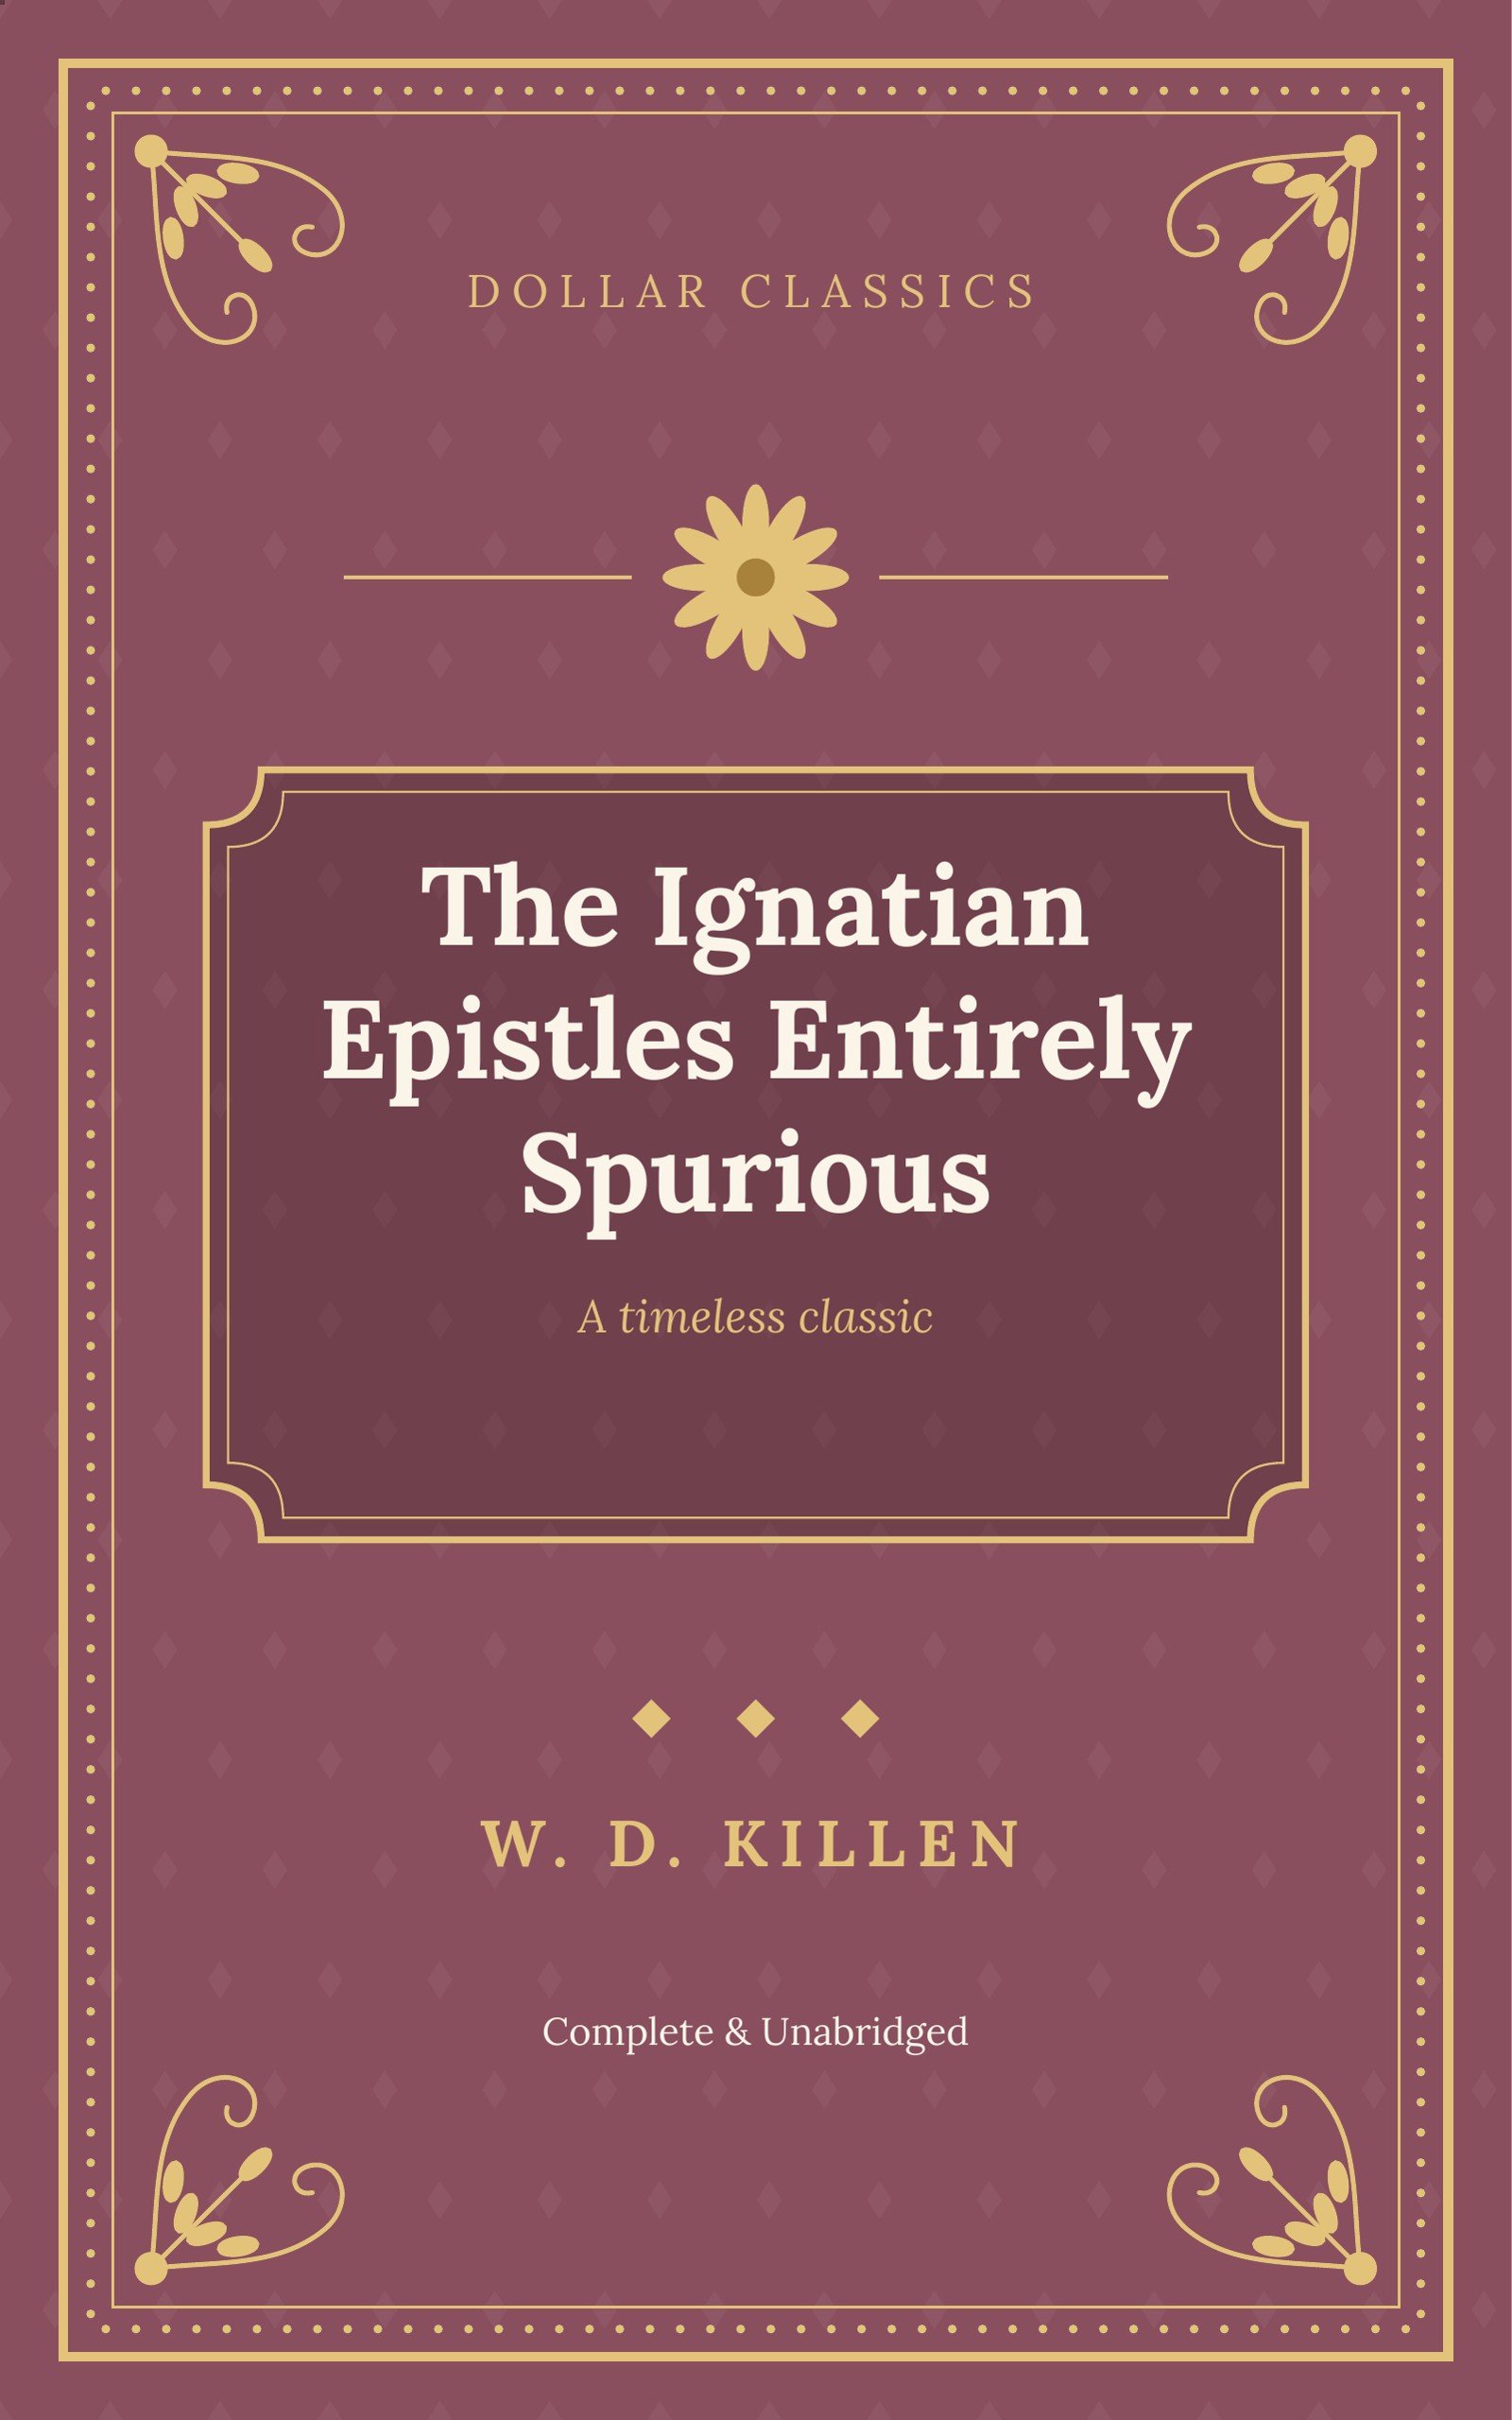 DOLLAR CLASSICS
The Ignatian
Epistles Entirely
Spurious
A timeless classic
W. D. KILLEN
Complete & Unabridged